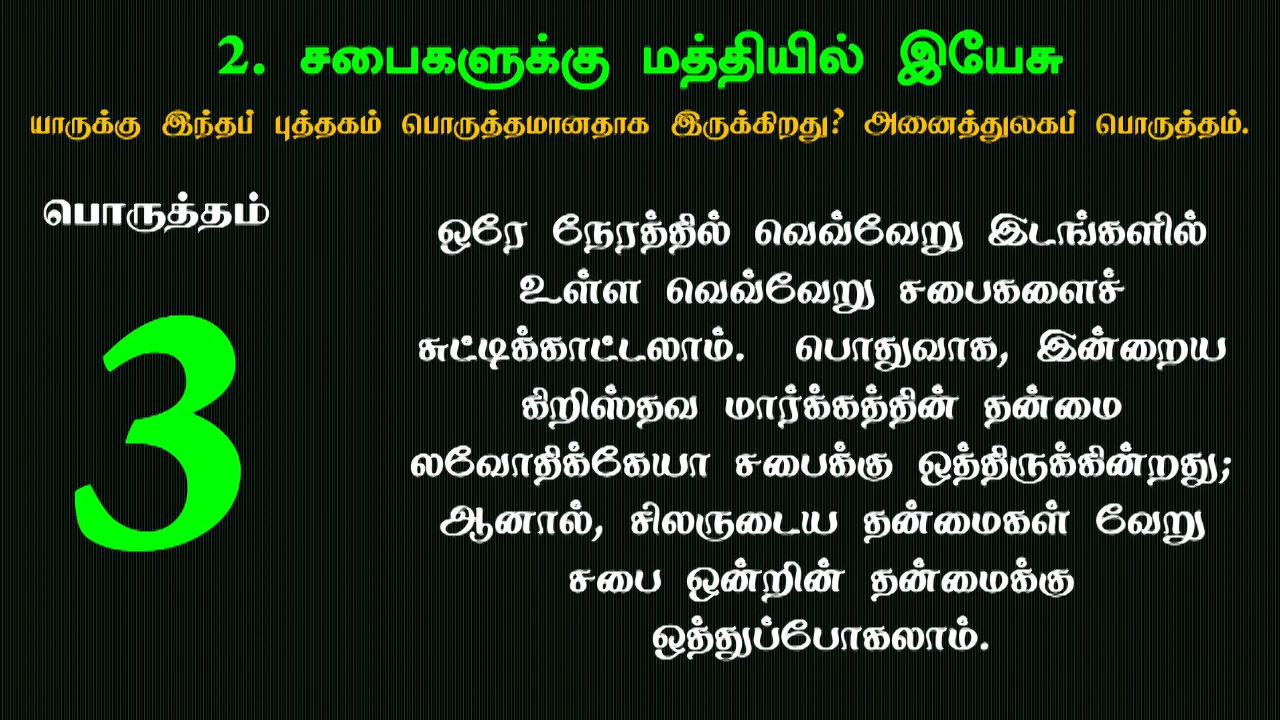 2. சபைகளுக்கு மத்தியில் இயேசு
யாருக்கு இந்தப் புத்தகம் பொருத்தமானதாக இருக்கிறது? அனைத்துலகப் பொருத்தம்.
பொருத்தம்
3
ஒரே நேரத்தில் வெவ்வேறு இடங்களில்
உள்ள வெவ்வேறு சபைகளைச்
சுட்டிக்காட்டலாம். பொதுவாக, இன்றைய
கிறிஸ்தவ மார்க்கத்தின் தன்மை
லவோதிக்கேயா சபைக்கு ஒத்திருக்கின்றது;
ஆனால், சிலருடைய தன்மைகள் வேறு
சபை ஒன்றின் தன்மைக்கு
ஒத்துப்போகலாம்.